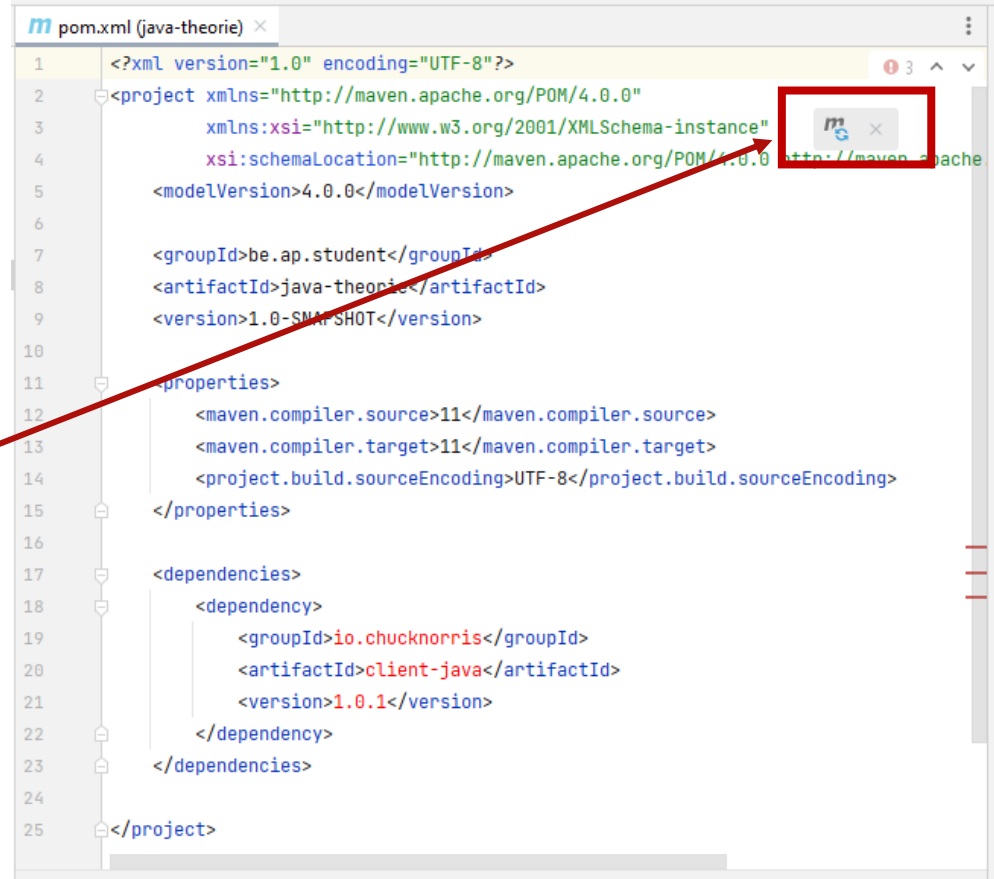 m pom.xml (java-theorie) ×
1 <?xml version="1.0" encoding="UTF-8"?> 3
2 <project xmlns="http://maven.apache.org/POM/4.0.0"
3 xmlns:xsi="http://www.w3.org/2001/XMLSchema-instance" m ×
4 xsi:schemaLocation="http://maven.apache.org/POM/4.0.0 http://maven.apache.
5 <modelVersion>4.0.0</modelVersion>
6
7 <groupId>be.ap.student</groupId>
8 <artifactId>java-theorie</artifactId>
9 <version>1.0-SNAPSHOT</version>
10
11 <properties>
12 <maven.compiler.source>11</maven.compiler.source>
13 <maven.compiler.target>11</maven.compiler.target>
14 <project.build.sourceEncoding>UTF-8</project.build.sourceEncoding>
15 </properties>
16
17 <dependencies>
18 <dependency>
19 <groupId>io.chucknorris</groupId>
20 <artifactId>client-java</artifactId>
21 <version>1.0.1</version>
22 </dependency>
23 </dependencies>
24
25 </project>